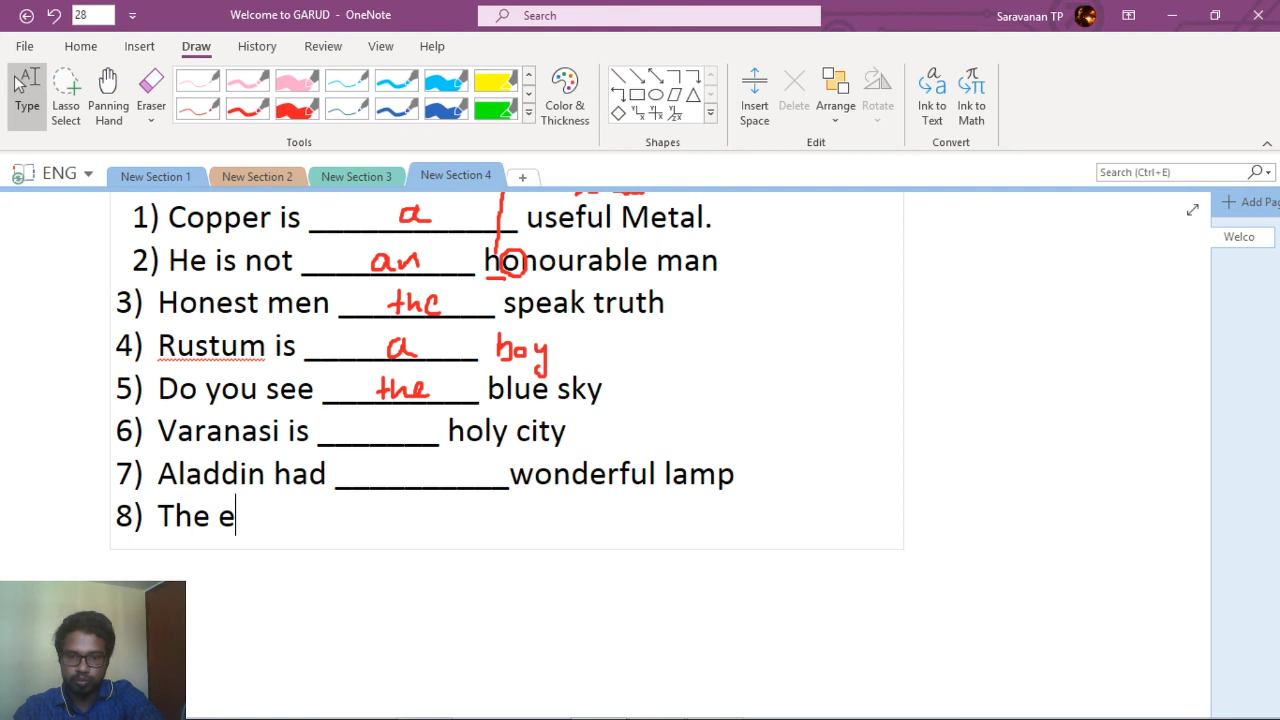 28 Welcome to GARUD - OneNote Search Saravanan TP
File Home Insert Draw View History Review View Help
Type Lasso Select Panning Hand Eraser Color & Thickness Insert Space Delete Arrange Rotate Ink to Text Ink to Math
Tools Shapes Edit Convert
ENG New Section 1 New Section 2 New Section 3 New Section 4 + Search (Ctrl+E)
Add Pag
Welco
1) Copper is ____a____ useful Metal.
2) He is not ____an____ honourable man
3) Honest men ____the____ speak truth
4) Rustum is ____a____ boy
5) Do you see ____the____ blue sky
6) Varanasi is _______ holy city
7) Aladdin had __________wonderful lamp
8) The e